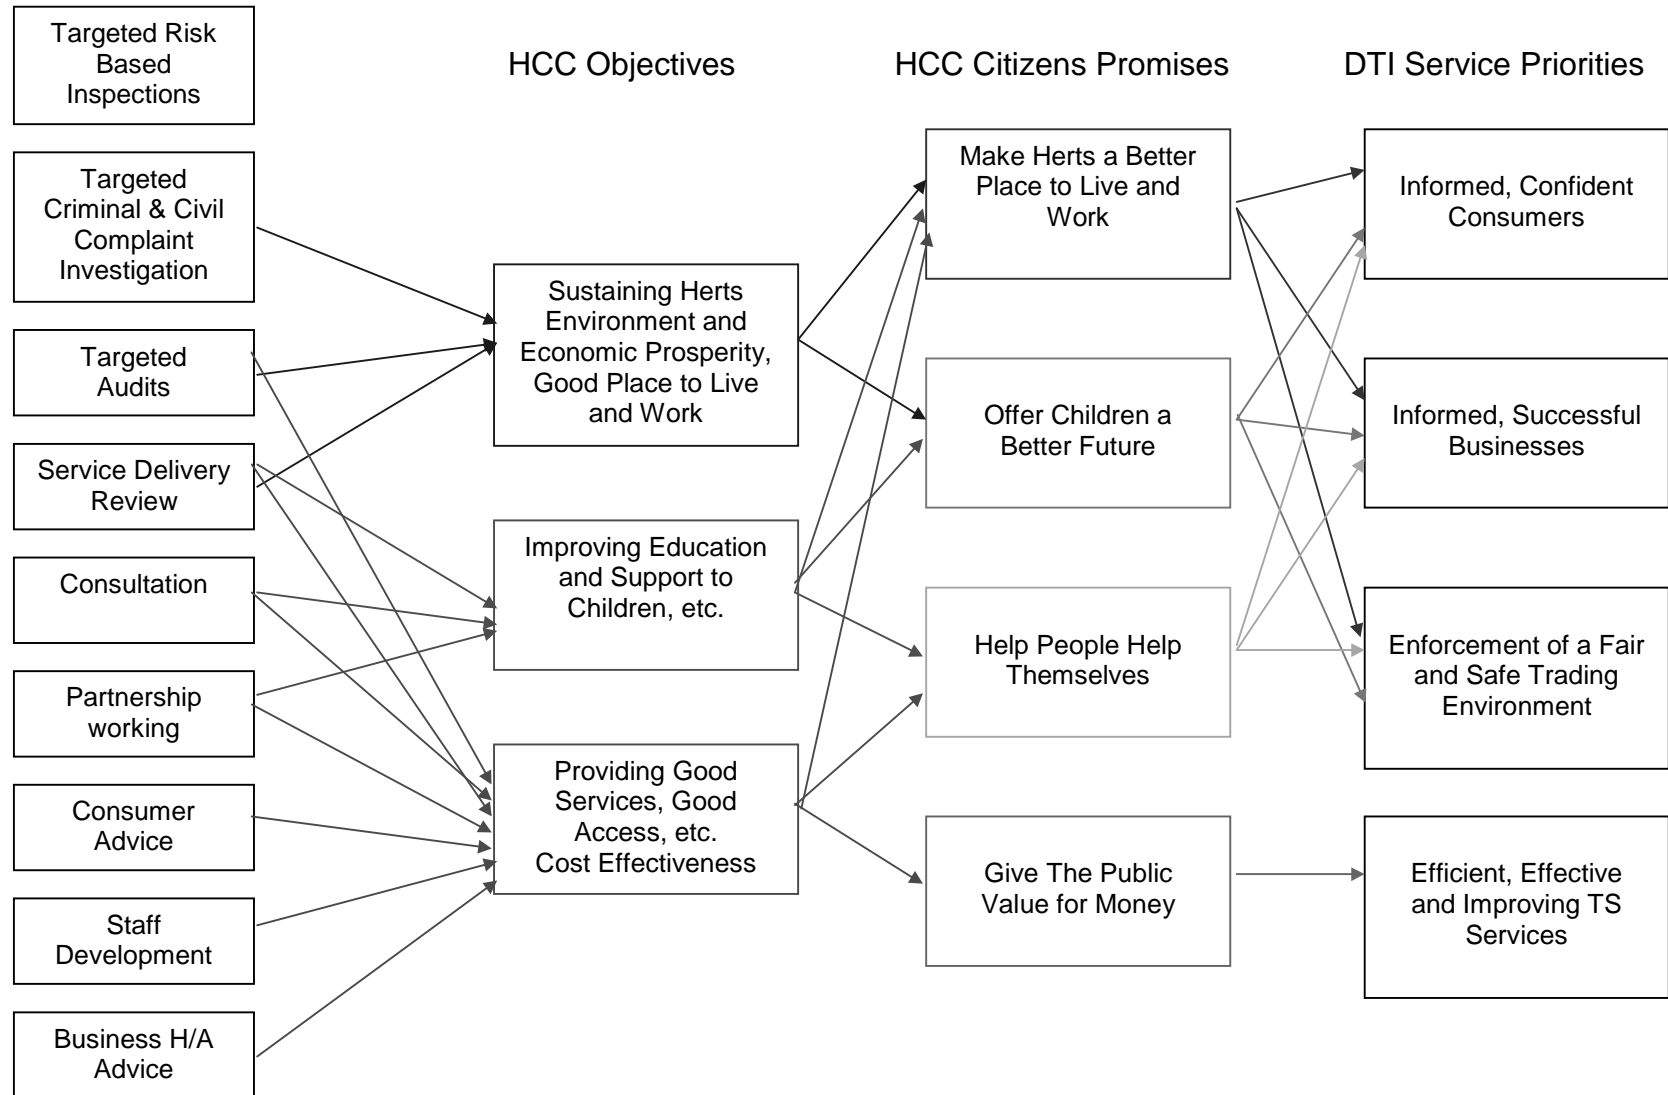 Targeted Risk
Based
Inspections
Targeted
Criminal & Civil
Complaint
Investigation
Targeted
Audits
Service Delivery
Review
Consultation
Partnership
working
Consumer
Advice
Staff
Development
Business H/A
Advice
HCC Objectives
Sustaining Herts
Environment and
Economic Prosperity,
Good Place to Live
and Work
Improving Education
and Support to
Children, etc.
Providing Good
Services, Good
Access, etc.
Cost Effectiveness
HCC Citizens Promises
Make Herts a Better
Place to Live and
Work
Offer Children a
Better Future
Help People Help
Themselves
Give The Public
Value for Money
DTI Service Priorities
Informed, Confident
Consumers
Informed, Successful
Businesses
Enforcement of a Fair
and Safe Trading
Environment
Efficient, Effective
and Improving TS
Services